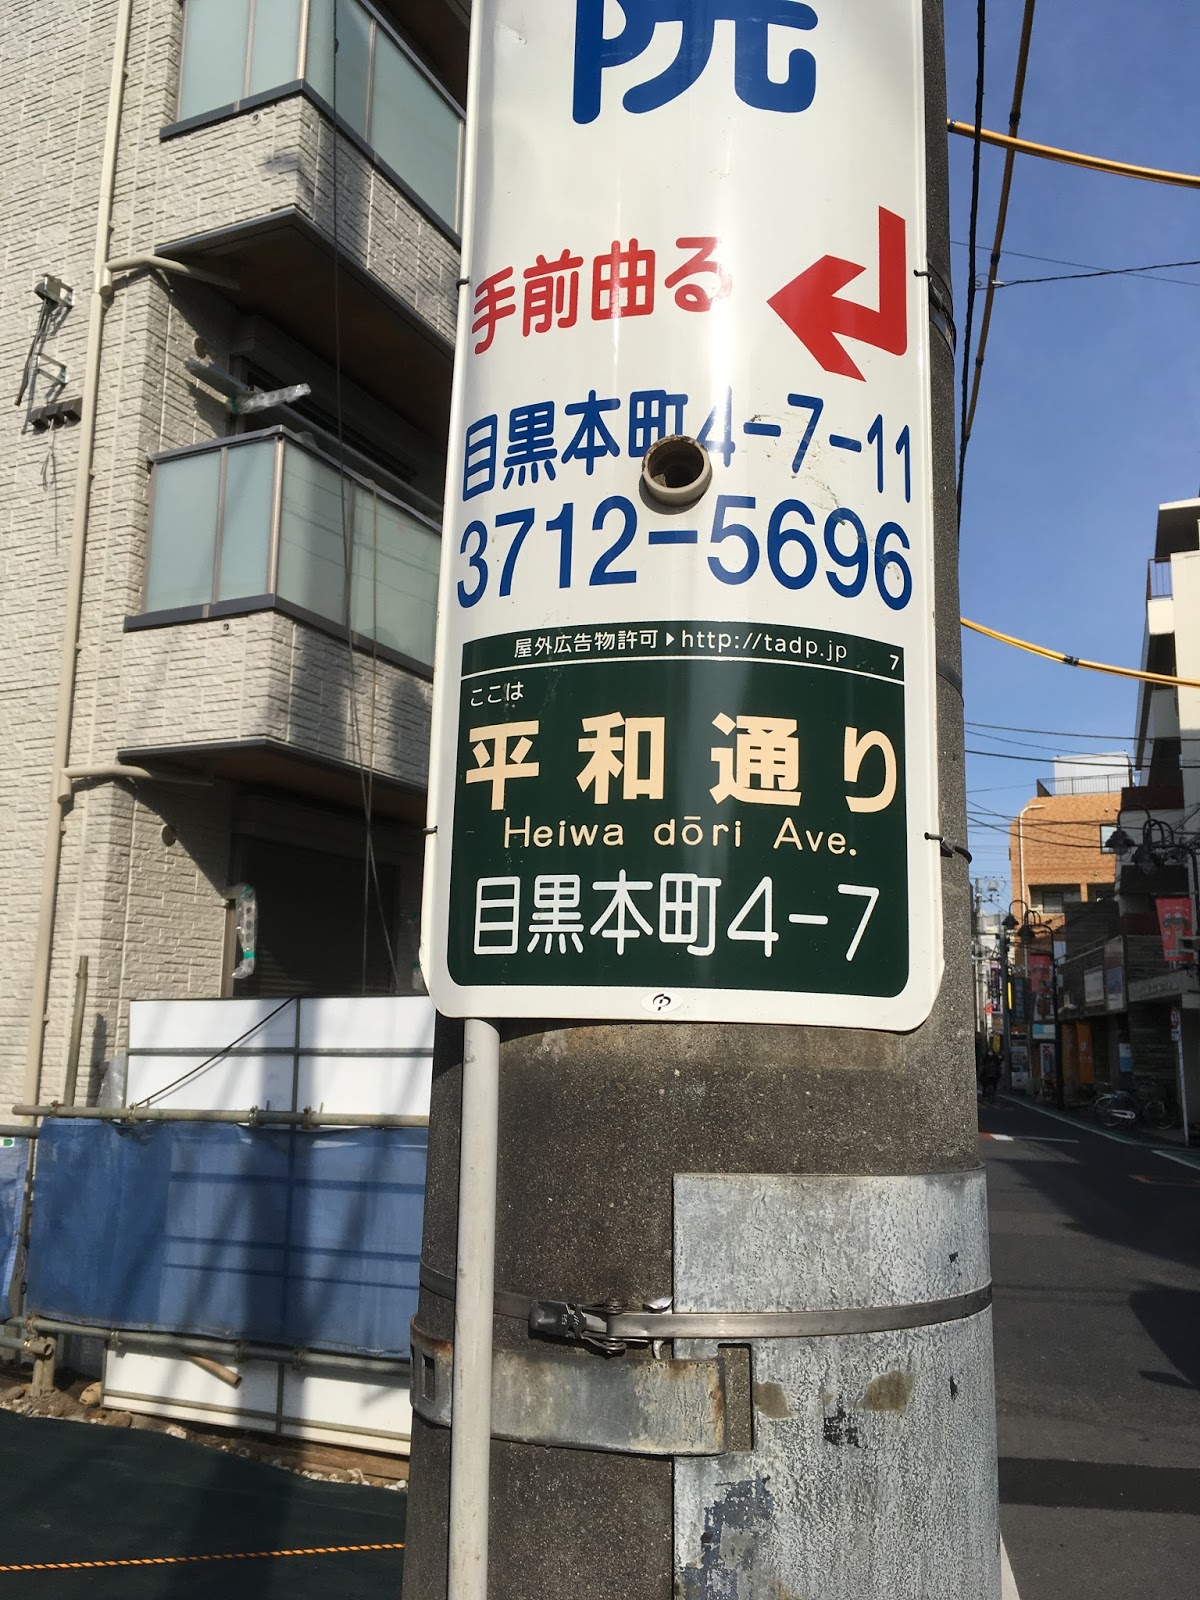 院
手前曲る
目黒本町4-7-11
3712-5696
屋外広告物許可▶http://tadp.jp 7
ここは
平和通り
Heiwa dōri Ave.
目黒本町4-7